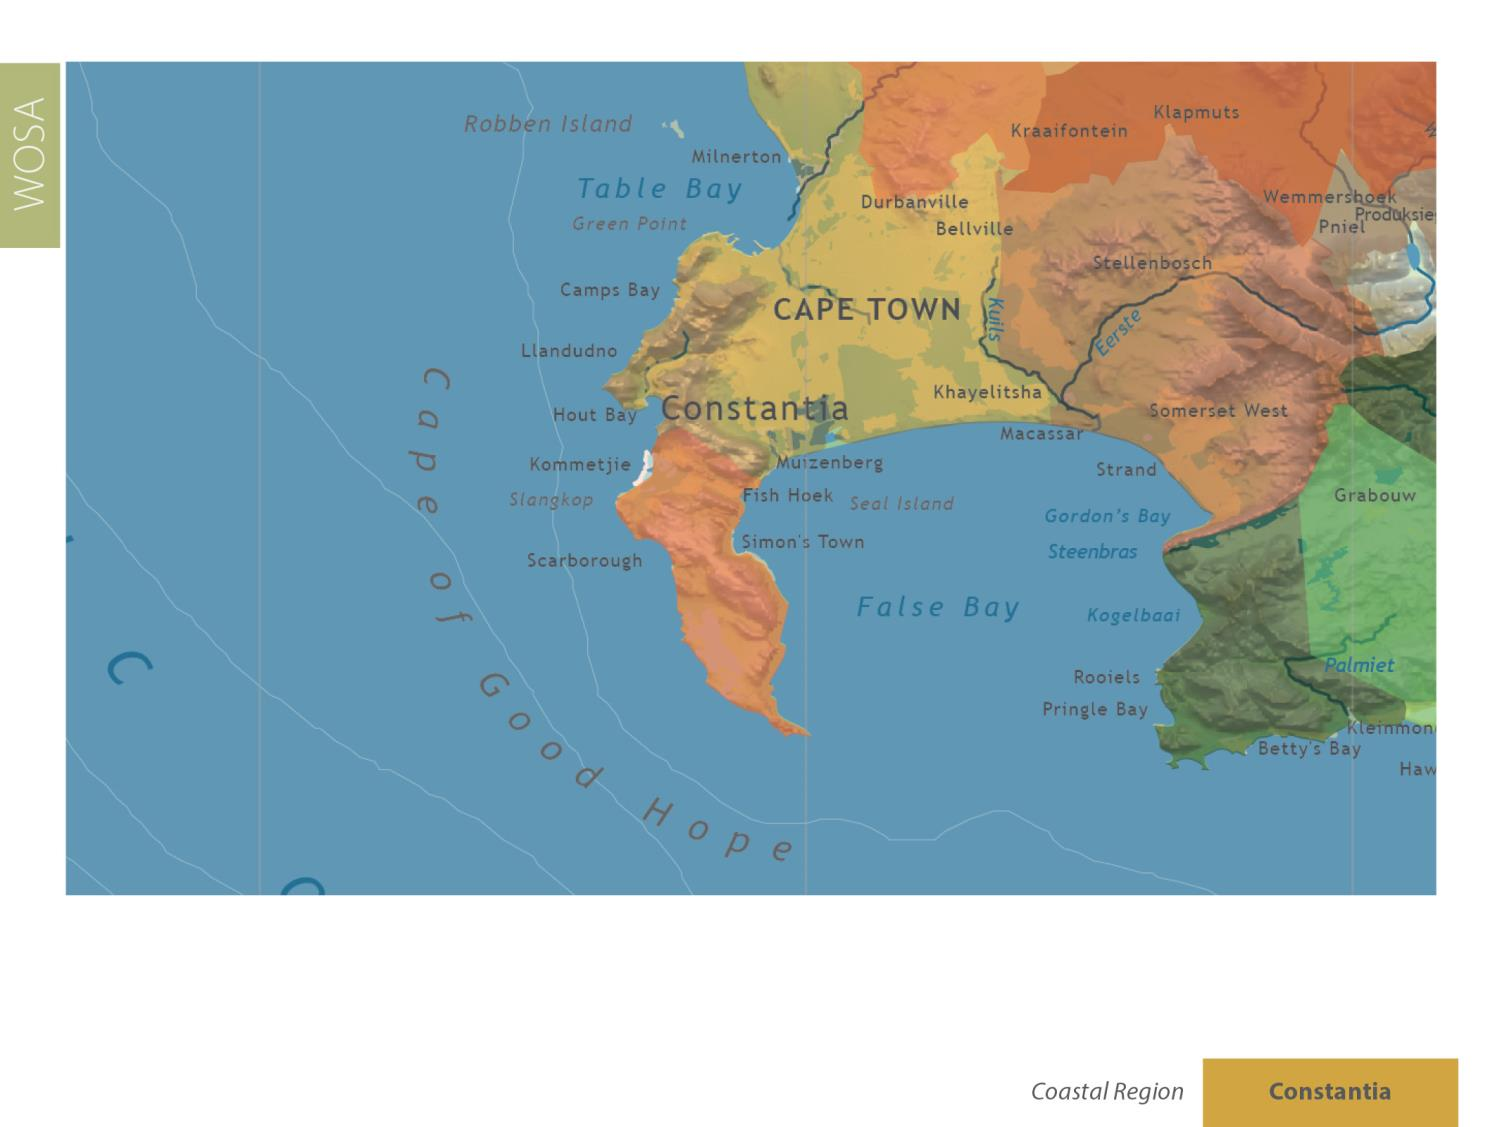 WOSA
Robben Island
Milnerton
Table Bay
Green Point
Kraaifontein
Klapmuts
Durbanville
Bellville
Wemmershoek
Produksie
Pniel
Stellenbosch
Camps Bay
CAPE TOWN
Kuils
Eerste
Llandudno
Khayelitsha
Hout Bay
Constantia
Somerset West
Macassar
Kommetjie
Muizenberg
Strand
Slangkop
Fish Hoek
Seal Island
Grabouw
Gordon's Bay
Simon's Town
Steenbras
Scarborough
False Bay
Kogelbaai
Palmiet
Rooiels
Pringle Bay
Kleinmon
Betty's Bay
Haw
Cape of Good Hope
C
O
Coastal Region
Constantia